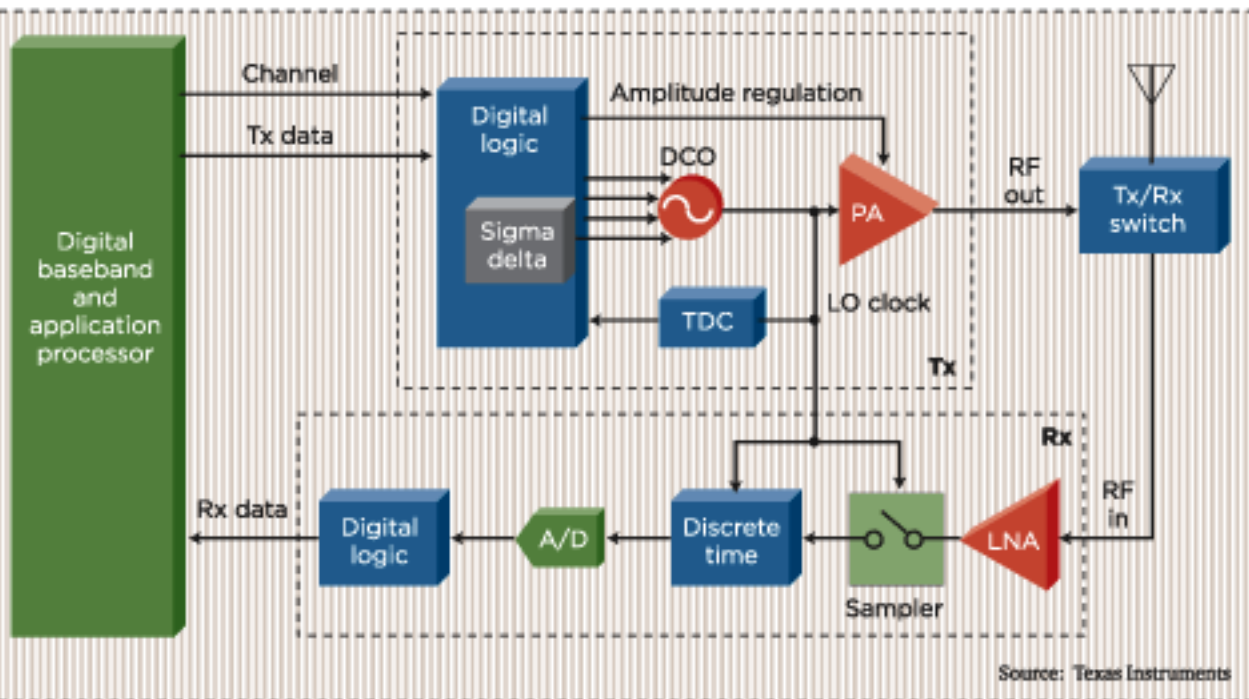 Channel
Tx data
Digital
baseband
and
application
processor
Digital
logic
Sigma
delta
Amplitude regulation
DCO
PA
TDC
LO clock
Tx
RF
out
Tx/Rx
switch
Rx
RF
in
LNA
Sampler
Discrete
time
A/D
Digital
logic
Rx data
Source: Texas Instruments